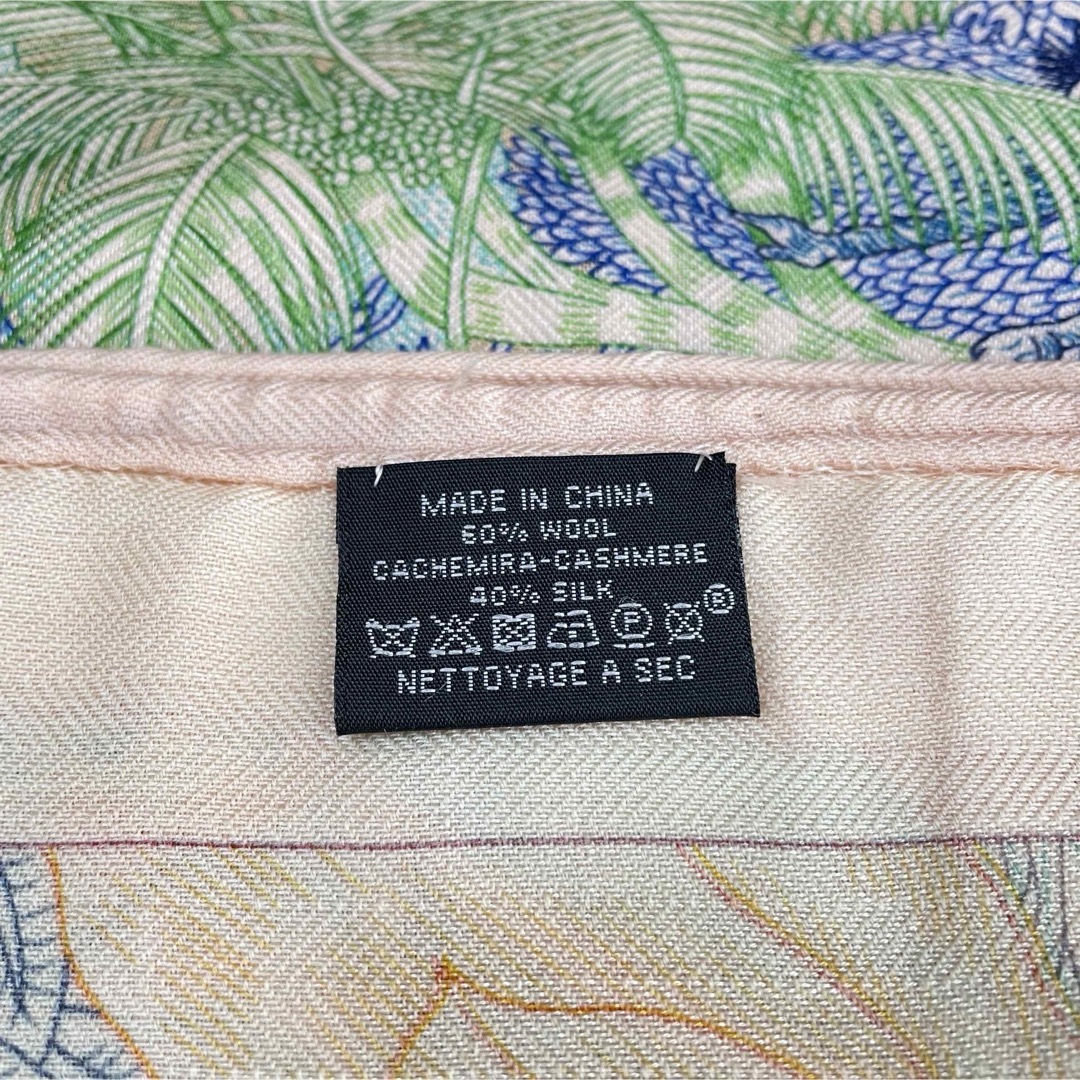 MADE IN CHINA
60% WOOL
CACHEMIRA-CASHMERE
40% SILK
P
R
NETTOYAGE A SEC